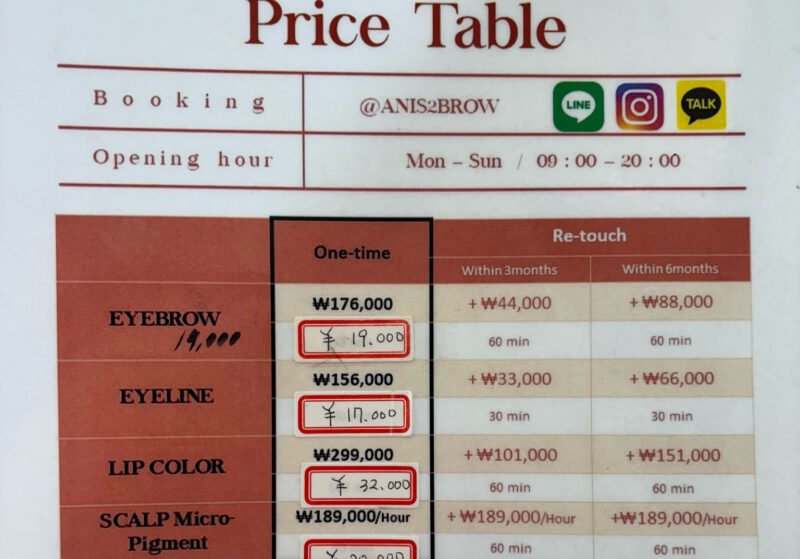 Price Table
Booking @ANIS2BROW LINE TALK
Opening hour Mon – Sun / 09 : 00 – 20 : 00
One-time Re-touch
Within 3months Within 6months
EYEBROW ₩176,000 + ₩44,000 + ₩88,000
19,000 ¥ 19.000 60 min 60 min
EYELINE ₩156,000 + ₩33,000 + ₩66,000
¥ 17.000 30 min 30 min
LIP COLOR ₩299,000 + ₩101,000 + ₩151,000
¥ 32.000 60 min 60 min
SCALP Micro-Pigment ₩189,000/Hour + ₩189,000/Hour +₩189,000/Hour
60 min 60 min